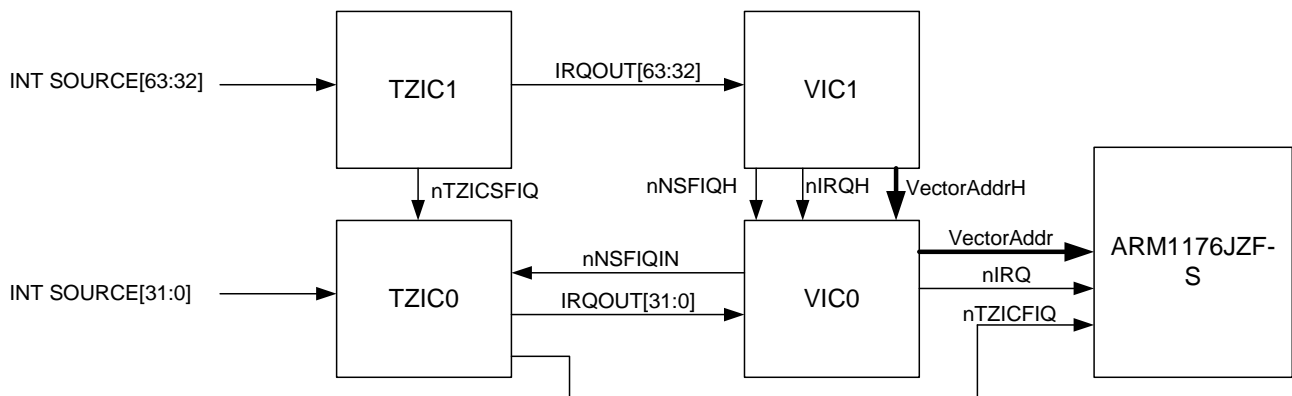 INT SOURCE[63:32]
TZIC1
IRQOUT[63:32]
VIC1
nTZICSFIQ
nNSFIQH
nIRQH
VectorAddrH
INT SOURCE[31:0]
TZIC0
nNSFIQIN
IRQOUT[31:0]
VIC0
VectorAddr
nIRQ
nTZICFIQ
ARM1176JZF-
S